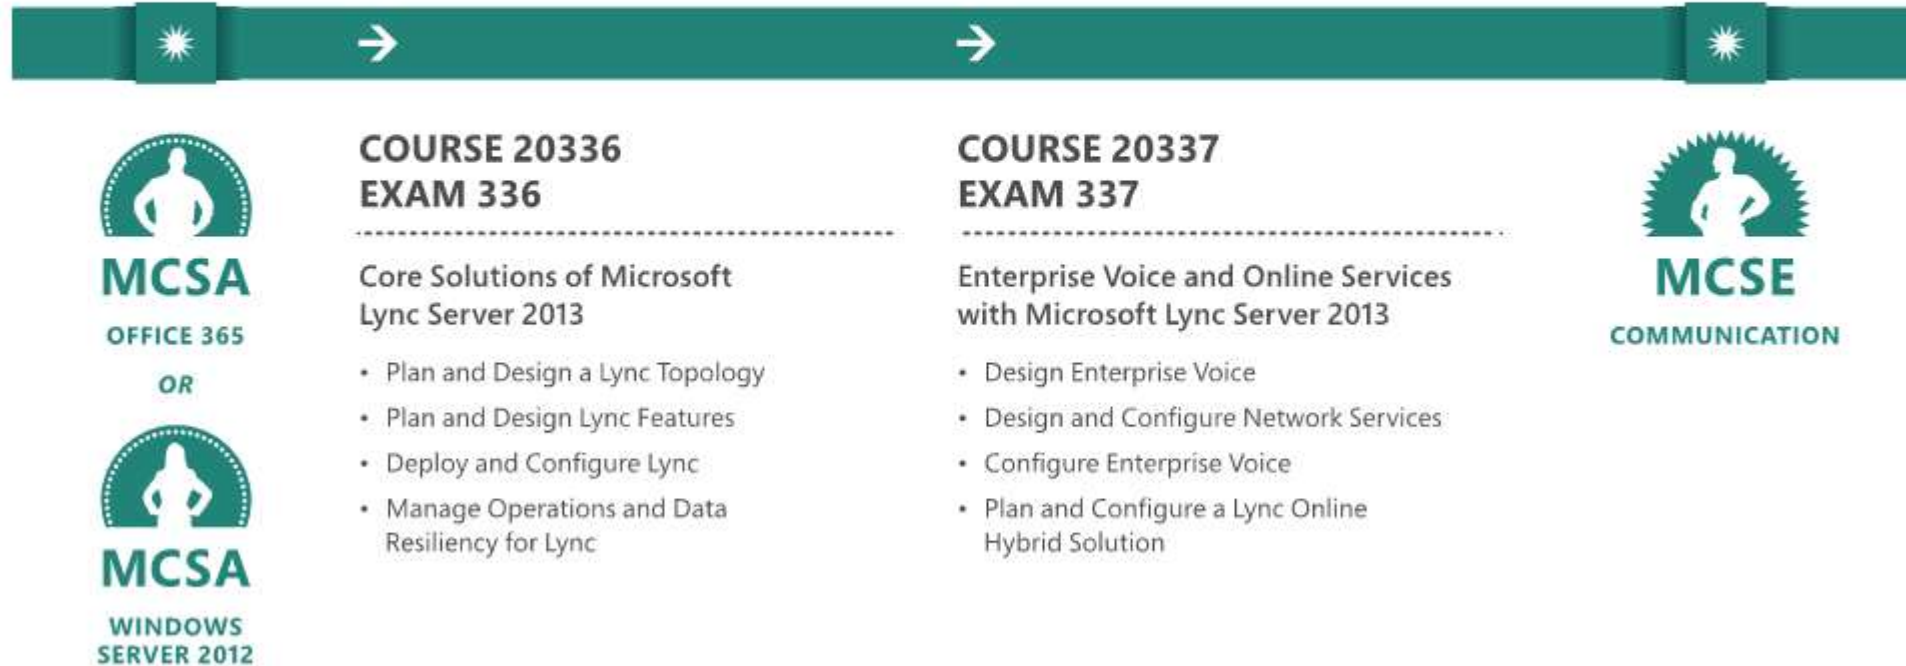 MCSA
OFFICE 365
OR
MCSA
WINDOWS
SERVER 2012
COURSE 20336
EXAM 336
Core Solutions of Microsoft
Lync Server 2013
• Plan and Design a Lync Topology
• Plan and Design Lync Features
• Deploy and Configure Lync
• Manage Operations and Data
Resiliency for Lync
COURSE 20337
EXAM 337
Enterprise Voice and Online Services
with Microsoft Lync Server 2013
• Design Enterprise Voice
• Design and Configure Network Services
• Configure Enterprise Voice
• Plan and Configure a Lync Online
Hybrid Solution
MCSE
COMMUNICATION